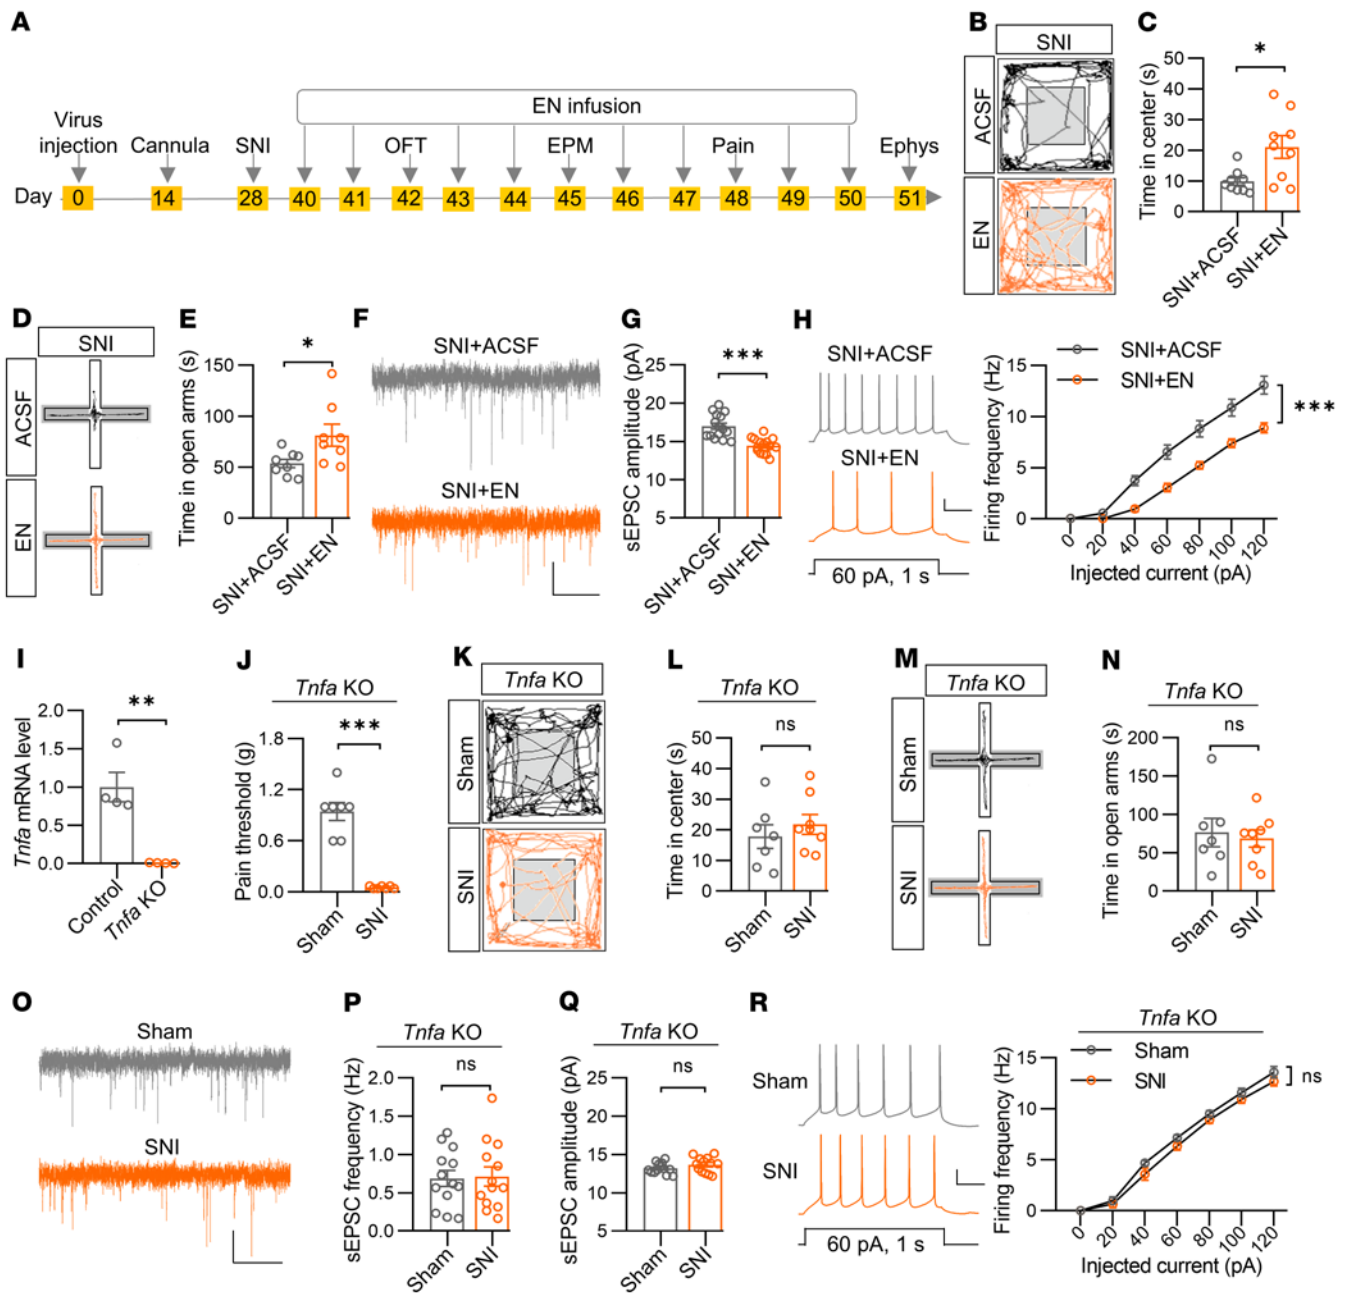 A
Virus
injection
Cannula
SNI
EN infusion
OFT
EPM
Pain
Ephys
Day 0 14 28 40 41 42 43 44 45 46 47 48 49 50 51
B
SNI
ACSF
EN
C
Time in center (s)
50
40
30
20
10
0
*
SNI+ACSF
SNI+EN
D
SNI
ACSF
EN
E
Time in open arms (s)
150
100
50
0
*
SNI+ACSF
SNI+EN
F
SNI+ACSF
SNI+EN
G
sEPSC amplitude (pA)
25
20
15
10
5
***
SNI+ACSF
SNI+EN
H
SNI+ACSF
SNI+EN
60 pA, 1 s
Firing frequency (Hz)
15
10
5
0
SNI+ACSF
SNI+EN
***
0 20 40 60 80 100 120
Injected current (pA)
I
Tnfa mRNA level
2.0
1.5
1.0
0.5
0.0
**
Control
Tnfa KO
J
Tnfa KO
Pain threshold (g)
1.8
1.2
0.6
0.0
***
Sham
SNI
K
Tnfa KO
Sham
SNI
L
Tnfa KO
Time in center (s)
50
40
30
20
10
0
ns
Sham
SNI
M
Tnfa KO
Sham
SNI
N
Tnfa KO
Time in open arms (s)
200
150
100
50
0
ns
Sham
SNI
O
Sham
SNI
P
Tnfa KO
sEPSC frequency (Hz)
2.0
1.5
1.0
0.5
0.0
ns
Sham
SNI
Q
Tnfa KO
sEPSC amplitude (pA)
25
20
15
10
5
ns
Sham
SNI
R
Sham
SNI
60 pA, 1 s
Tnfa KO
Firing frequency (Hz)
15
10
5
0
Sham
SNI
ns
0 20 40 60 80 100 120
Injected current (pA)